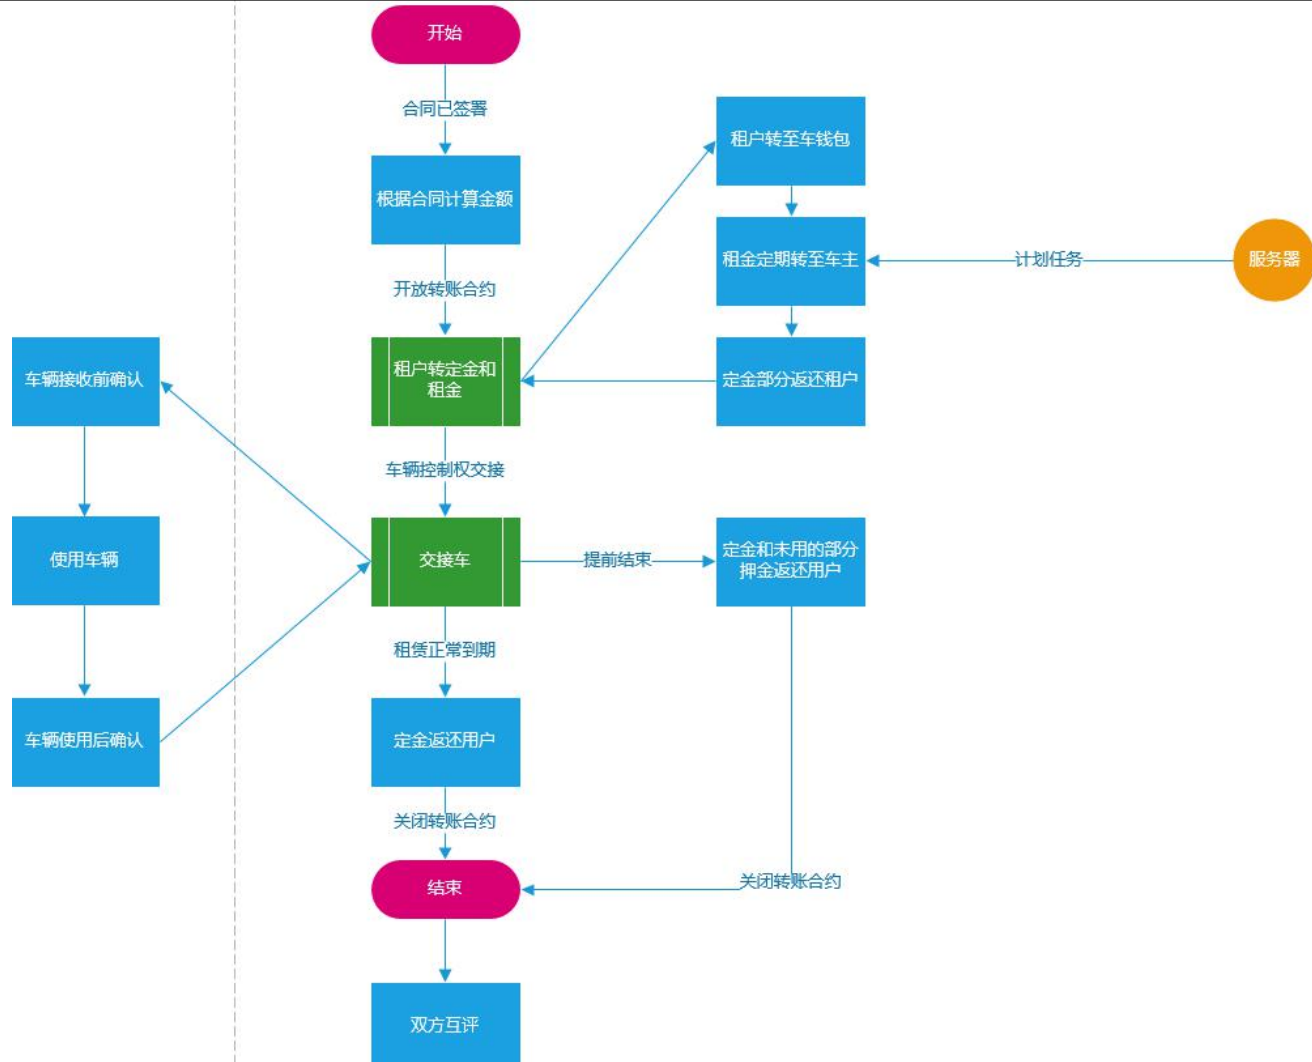 开始
合同已签署
租户转至车钱包
根据合同计算金额
租金定期转至车主
计划任务
服务器
开放转账合约
车辆接收前确认
租户转定金和
租金
定金部分返还租户
车辆控制权交接
使用车辆
交接车
提前结束
定金和未用的部分
押金返还用户
租赁正常到期
车辆使用后确认
定金返还用户
关闭转账合约
结束
关闭转账合约
双方互评